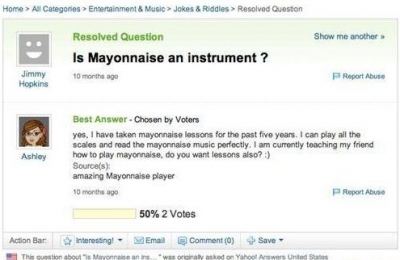 Home > All Categories > Entertainment & Music > Jokes & Riddles > Resolved Question
Resolved Question
Show me another »
Is Mayonnaise an instrument ?
Jimmy
Hopkins
10 months ago
Report Abuse
Best Answer - Chosen by Voters
yes, I have taken mayonnaise lessons for the past five years. I can play all the
scales and read the mayonnaise music perfectly. I am currently teaching my friend
how to play mayonnaise, do you want lessons also? :)
Ashley
Source(s):
amazing Mayonnaise player
10 months ago
Report Abuse
50% 2 Votes
Action Bar:
Interesting!
Email
Comment (0)
Save
This question about "Is Mayonnaise an ins... " was originally asked on Yahoo! Answers United States